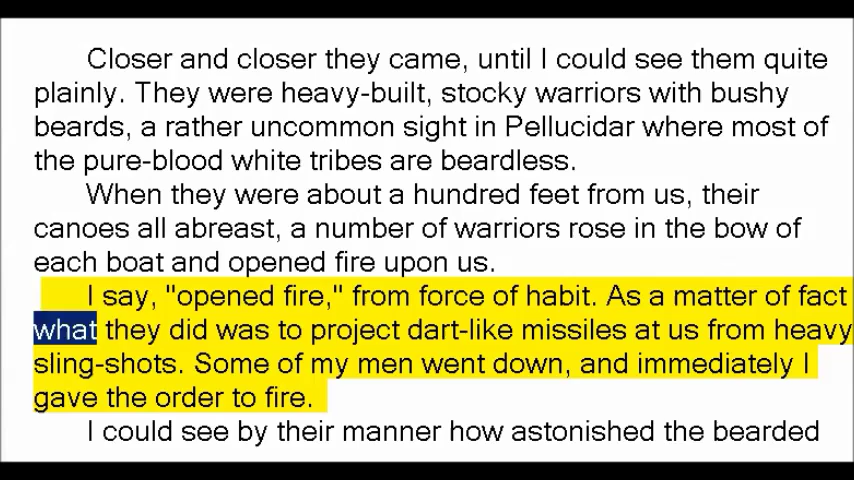 Closer and closer they came, until I could see them quite
plainly. They were heavy-built, stocky warriors with bushy
beards, a rather uncommon sight in Pellucidar where most of
the pure-blood white tribes are beardless.
When they were about a hundred feet from us, their
canoes all abreast, a number of warriors rose in the bow of
each boat and opened fire upon us.
I say, "opened fire," from force of habit. As a matter of fact
what they did was to project dart-like missiles at us from heavy
sling-shots. Some of my men went down, and immediately I
gave the order to fire.
I could see by their manner how astonished the bearded